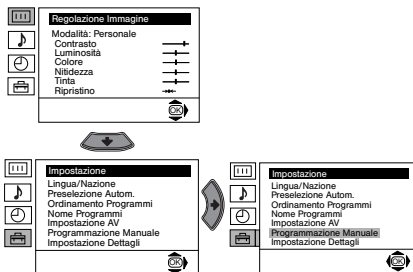 Regolazione Immagine
Modalità: Personale
Contrasto
Luminosità
Colore
Nitidezza
Tinta
Ripristino
OK
Impostazione
Lingua/Nazione
Preselezione Autom.
Ordinamento Programmi
Nome Programmi
Impostazione AV
Programmazione Manuale
Impostazione Dettagli
OK
Impostazione
Lingua/Nazione
Preselezione Autom.
Ordinamento Programmi
Nome Programmi
Impostazione AV
Programmazione Manuale
Impostazione Dettagli
OK